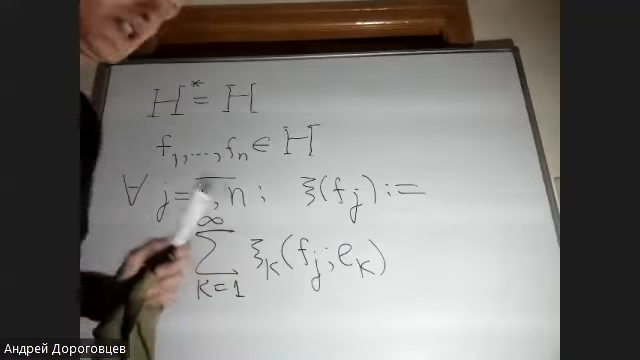 H* = H
f₁,...,fₙ ∈ H
∀ j = 1, n : ξ(fⱼ) :=
∞
∑ ξₖ(fⱼ; eₖ)
k=1
Андрей Дороговцев